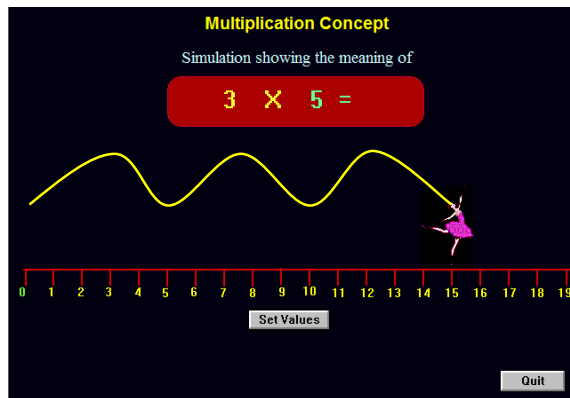 Multiplication Concept
Simulation showing the meaning of
3 X 5 =
0 1 2 3 4 5 6 7 8 9 10 11 12 13 14 15 16 17 18 19
Set Values
Quit